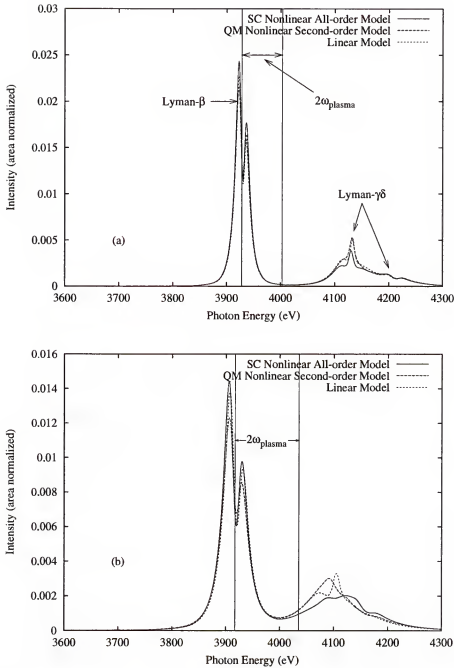 0.03
0.025
0.02
0.015
0.01
0.005
0
3600 3700 3800 3900 4000 4100 4200 4300
Photon Energy (eV)
Intensity (area normalized)
SC Nonlinear All-order Model
QM Nonlinear Second-order Model
Linear Model
Lyman-β
2ωplasma
Lyman-γδ
(a)
0.016
0.014
0.012
0.01
0.008
0.006
0.004
0.002
0
3600 3700 3800 3900 4000 4100 4200 4300
Photon Energy (eV)
Intensity (area normalized)
SC Nonlinear All-order Model
QM Nonlinear Second-order Model
Linear Model
2ωplasma
(b)